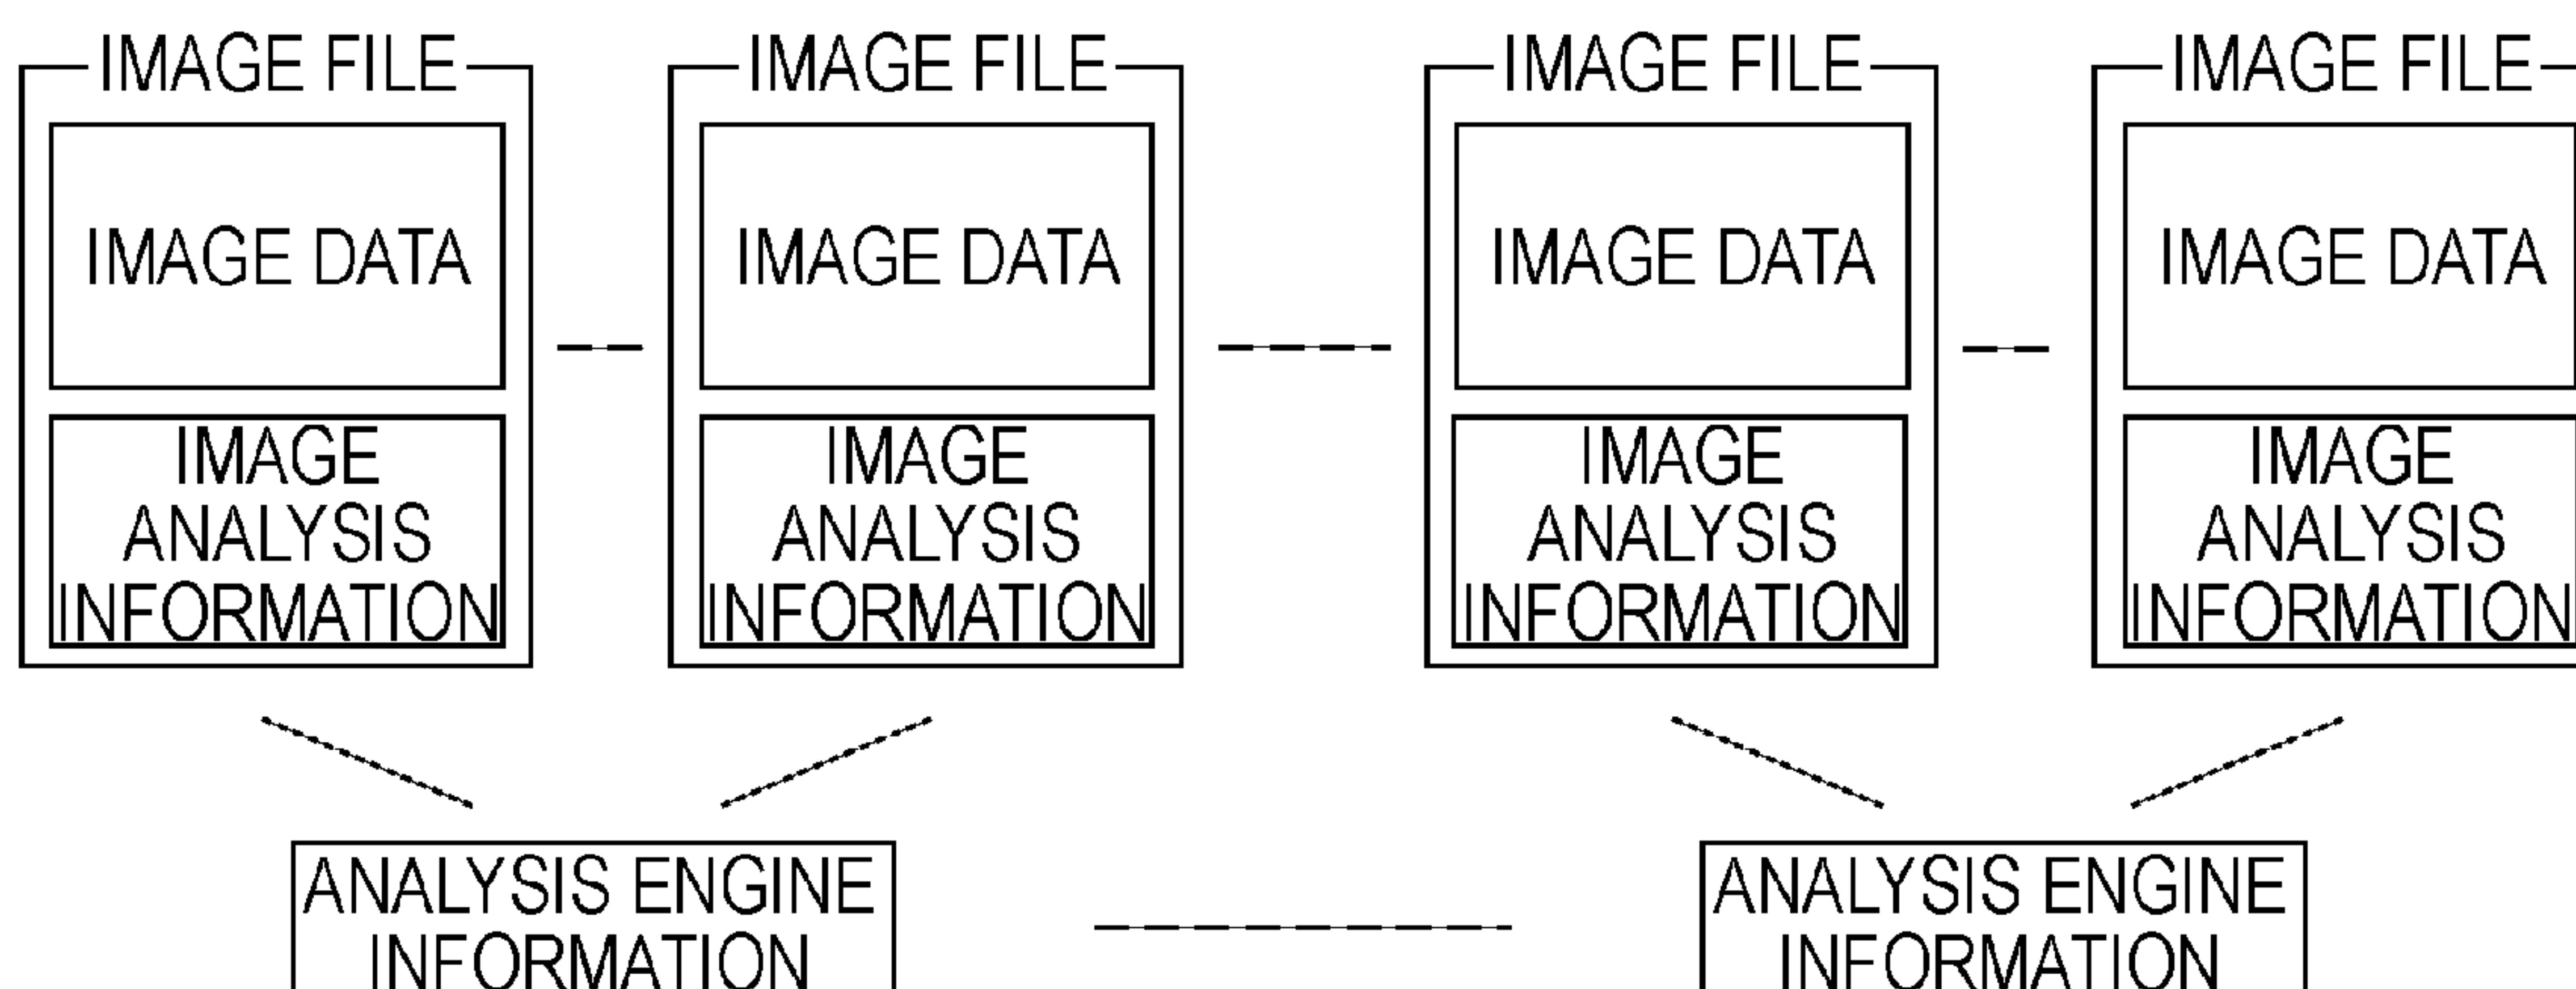 IMAGE FILE
IMAGE DATA
IMAGE
ANALYSIS
INFORMATION
IMAGE FILE
IMAGE DATA
IMAGE
ANALYSIS
INFORMATION
IMAGE FILE
IMAGE DATA
IMAGE
ANALYSIS
INFORMATION
IMAGE FILE
IMAGE DATA
IMAGE
ANALYSIS
INFORMATION
ANALYSIS ENGINE
INFORMATION
ANALYSIS ENGINE
INFORMATION